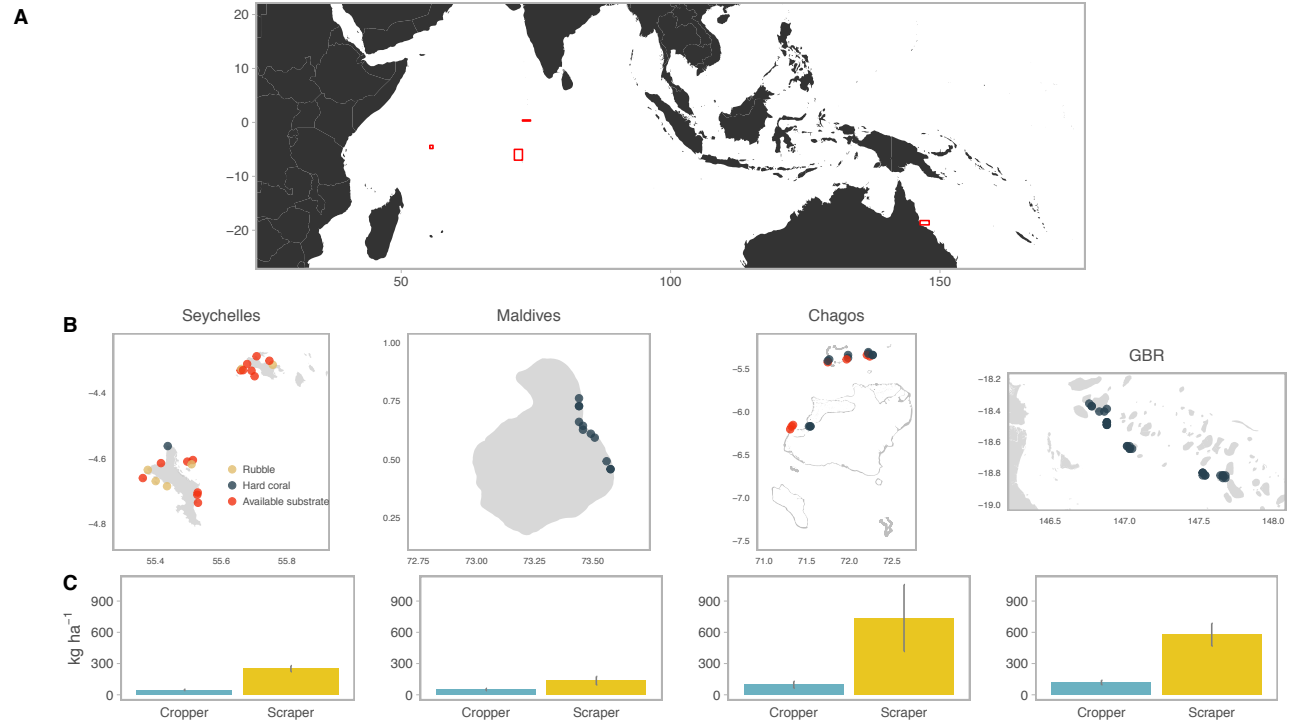 A
20
10
0
−10
−20
50
100
150
B
Seychelles
Maldives
Chagos
GBR
−4.4
−4.6
−4.8
55.4
55.6
55.8
Rubble
Hard coral
Available substrate
1.00
0.75
0.50
0.25
72.75
73.00
73.25
73.50
−5.5
−6.0
−6.5
−7.0
−7.5
71.0
71.5
72.0
72.5
−18.2
−18.4
−18.6
−18.8
−19.0
146.5
147.0
147.5
148.0
C
kg ha−1
900
600
300
0
Cropper
Scraper
900
600
300
0
Cropper
Scraper
900
600
300
0
Cropper
Scraper
900
600
300
0
Cropper
Scraper